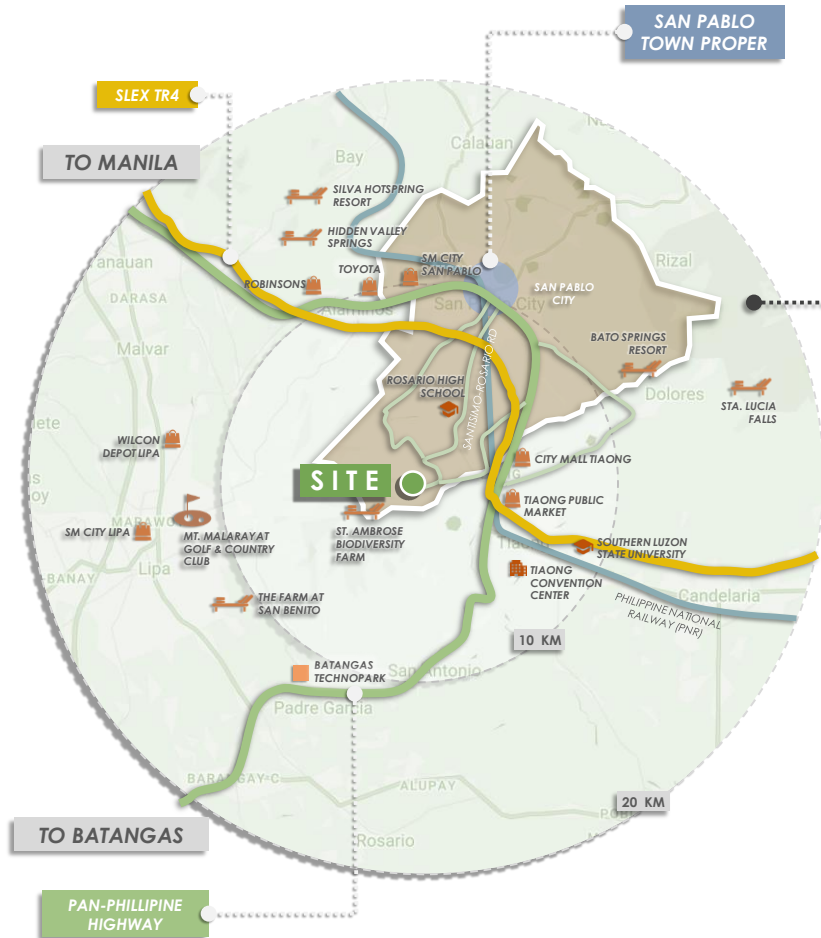 SAN PABLO
TOWN PROPER
SLEX TR4
TO MANILA
Bay
Calauan
SILVA HOTSPRING
RESORT
HIDDEN VALLEY
SPRINGS
SM CITY
SAN PABLO
TOYOTA
ROBINSONS
Alaminos
San
City
SAN PABLO
CITY
Rizal
anauan
DARASA
Malvar
BATO SPRINGS
RESORT
Dolores
STA. LUCIA
FALLS
ROSARIO HIGH
SCHOOL
SANTISIMO-ROSARIO RD
WILCON
DEPOT LIPA
CITY MALL TIAONG
SITE
TIAONG PUBLIC
MARKET
SM CITY LIPA
MT. MALARAYAT
GOLF & COUNTRY
CLUB
ST. AMBROSE
BIODIVERSITY
FARM
SOUTHERN LUZON
STATE UNIVERSITY
Lipa
BANAY
TIAONG
CONVENTION
CENTER
THE FARM AT
SAN BENITO
Candelaria
PHILIPPINE NATIONAL
RAILWAY (PNR)
10 KM
BATANGAS
TECHNOPARK
San Antonio
Padre Garcia
BARANGAY C
ALUPAY
20 KM
TO BATANGAS
Rosario
PAN-PHILLIPINE
HIGHWAY